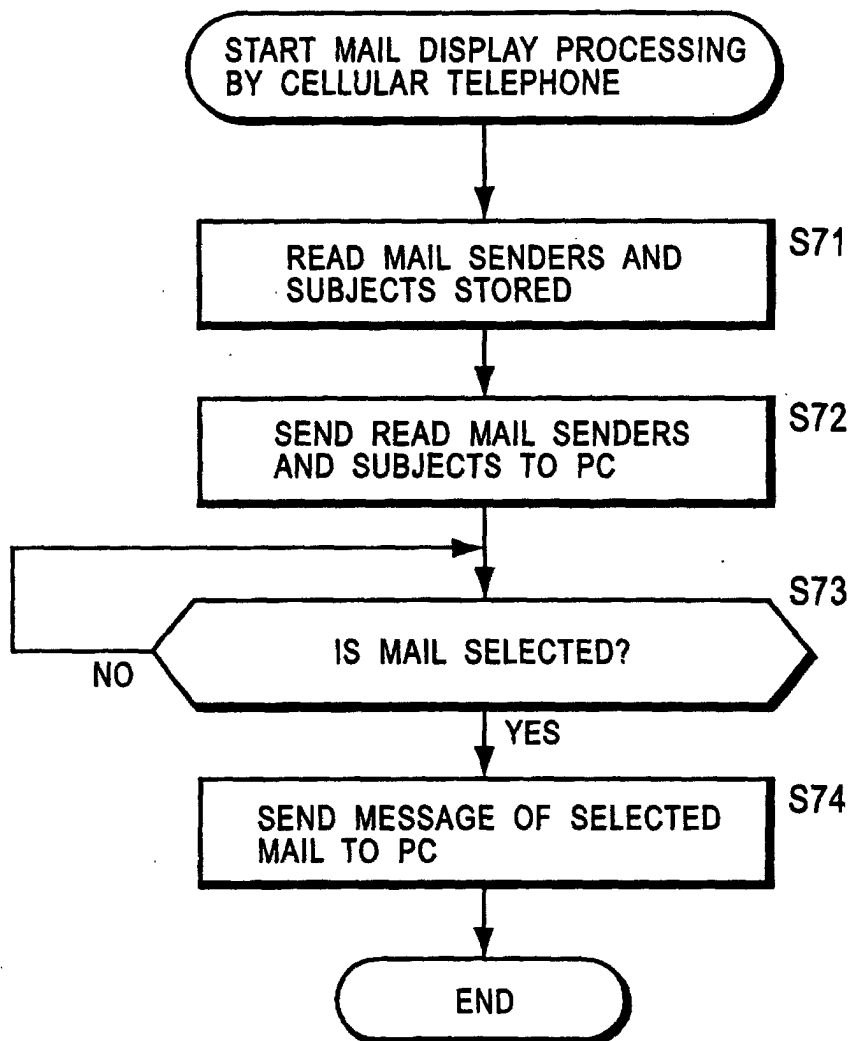 START MAIL DISPLAY PROCESSING
BY CELLULAR TELEPHONE
S71
READ MAIL SENDERS AND
SUBJECTS STORED
S72
SEND READ MAIL SENDERS
AND SUBJECTS TO PC
S73
IS MAIL SELECTED?
NO
YES
S74
SEND MESSAGE OF SELECTED
MAIL TO PC
END